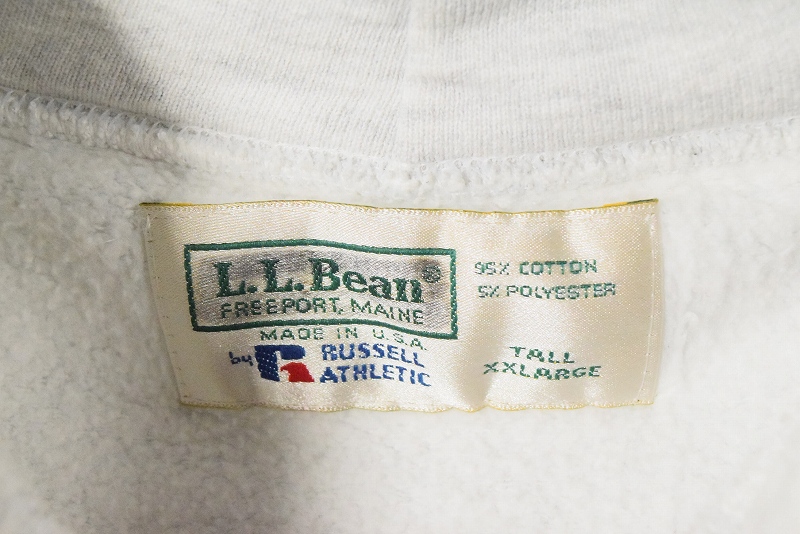 L.L.Bean®
FREEPORT, MAINE
MADE IN U.S.A.
by RUSSELL
ATHLETIC
95% COTTON
5% POLYESTER
TALL
XXLARGE